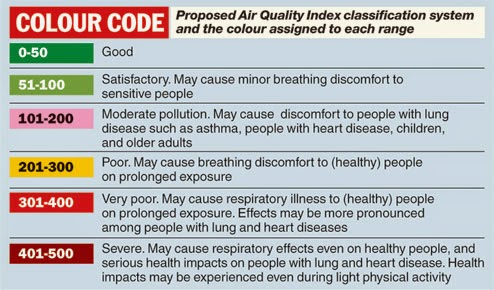 COLOUR CODE
Proposed Air Quality Index classification system
and the colour assigned to each range
0-50
Good
51-100
Satisfactory. May cause minor breathing discomfort to
sensitive people
101-200
Moderate pollution. May cause discomfort to people with lung
disease such as asthma, people with heart disease, children,
and older adults
201-300
Poor. May cause breathing discomfort to (healthy) people
on prolonged exposure
301-400
Very poor. May cause respiratory illness to (healthy) people
on prolonged exposure. Effects may be more pronounced
among people with lung and heart diseases
401-500
Severe. May cause respiratory effects even on healthy people, and
serious health impacts on people with lung and heart disease. Health
impacts may be experienced even during light physical activity